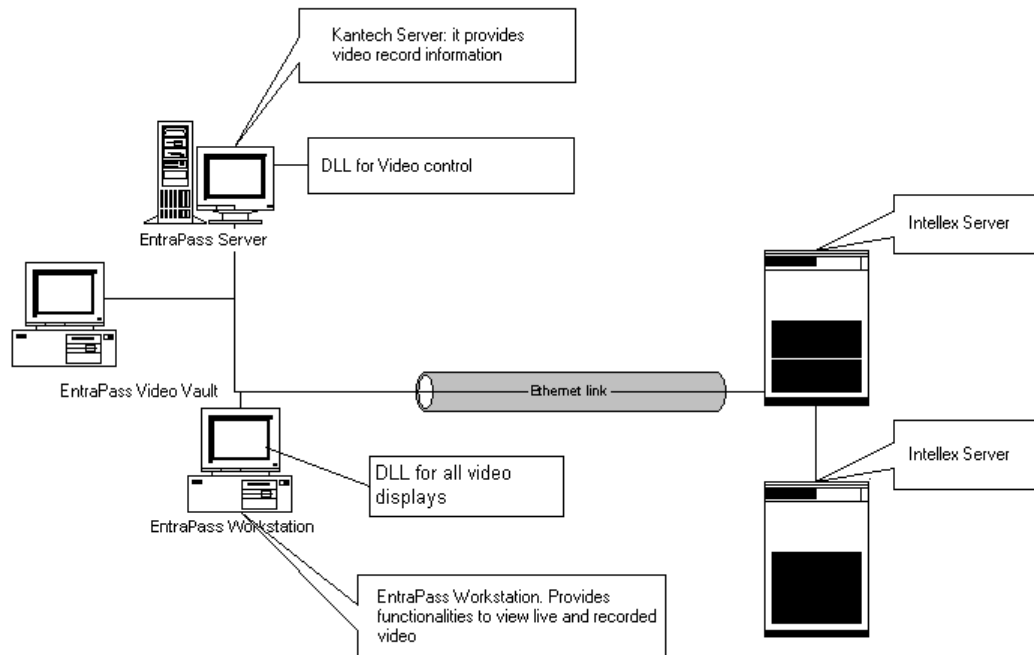 Kantech Server: it provides
video record information
DLL for Video control
EntraPass Server
Intellex Server
EntraPass Video Vault
Ethernet link
DLL for all video
displays
Intellex Server
EntraPass Workstation
EntraPass Workstation. Provides
functionalities to view live and recorded
video